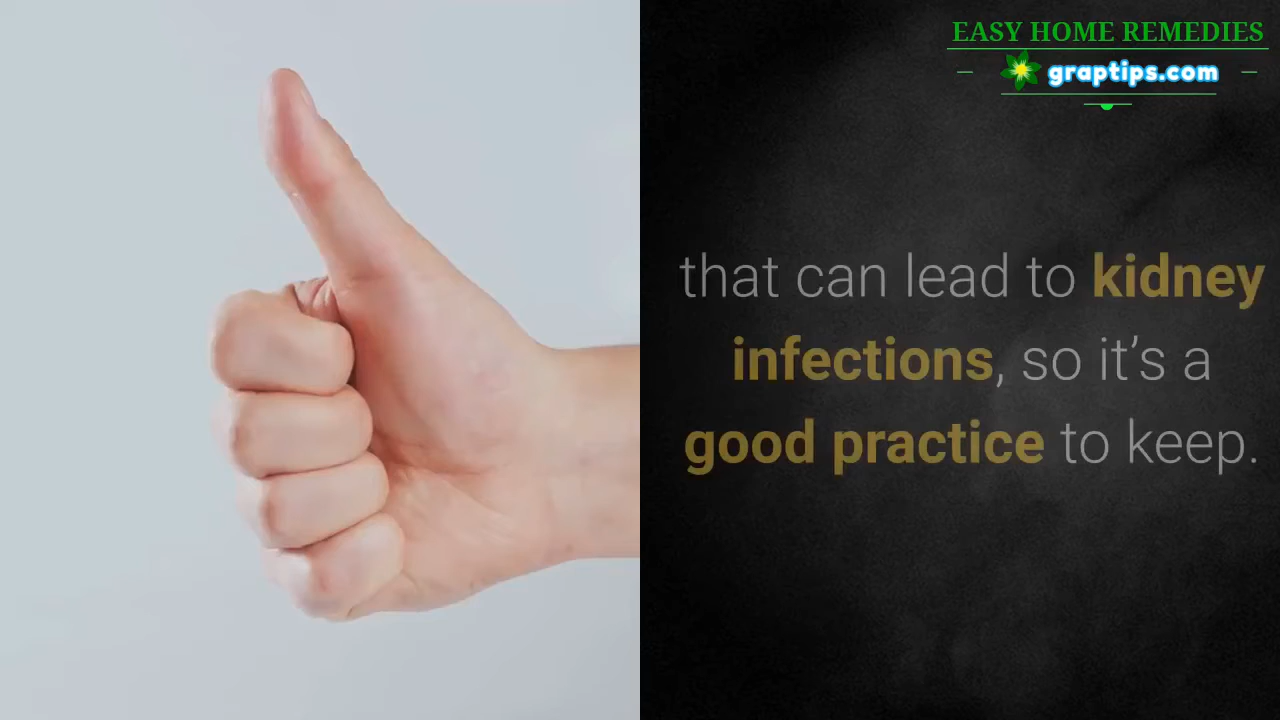 EASY HOME REMEDIES
graptips.com
that can lead to kidney
infections, so it’s a
good practice to keep.